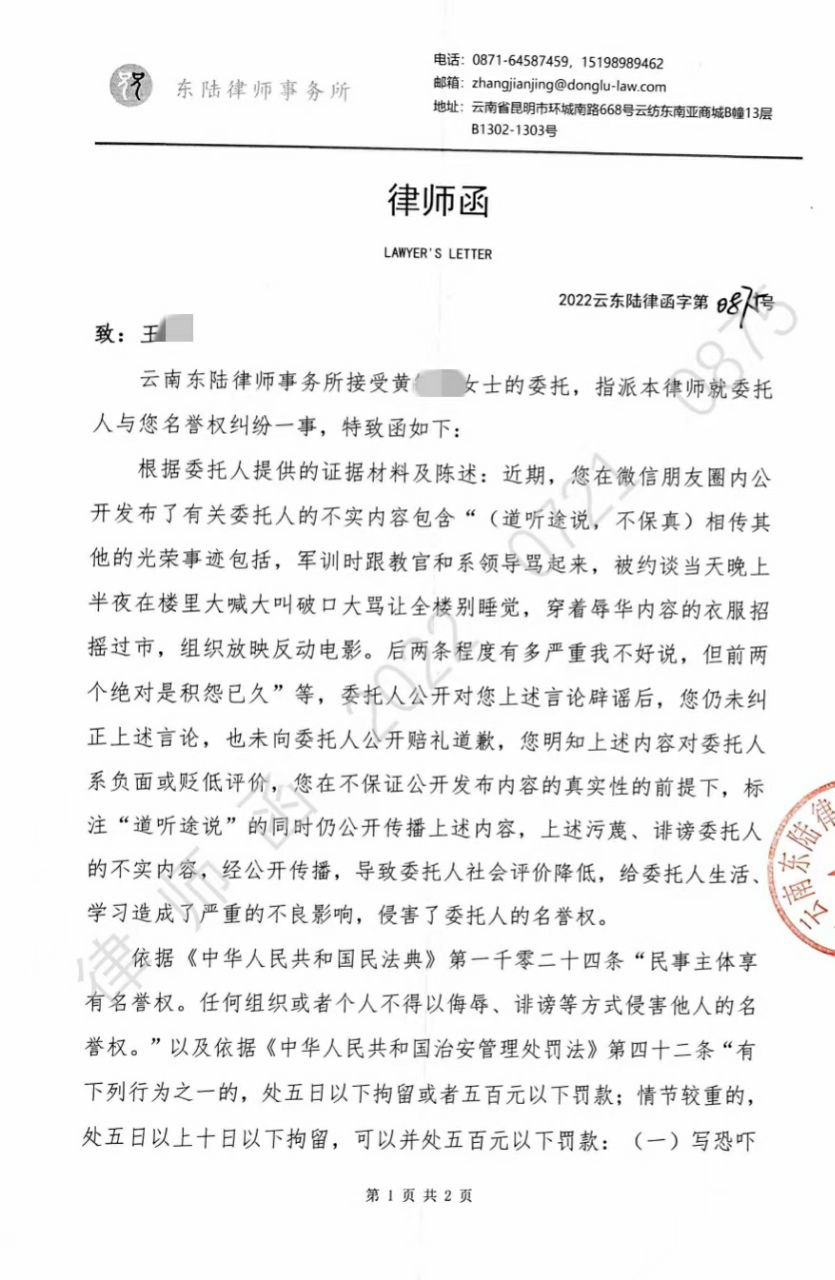 东陆律师事务所
电话：0871-64587459，15198989462
邮箱：zhangjianjing@donglu-law.com
地址：云南省昆明市环城南路668号云纺东南亚商城B幢13层
B1302-1303号
律师函
LAWYER'S LETTER
2022云东陆律函字第0875号
致：王
云南东陆律师事务所接受黄 女士的委托，指派本律师就委托
人与您名誉权纠纷一事，特致函如下：
根据委托人提供的证据材料及陈述：近期，您在微信朋友圈内公
开发布了有关委托人的不实内容包含“（道听途说，不保真）相传其
他的光荣事迹包括，军训时跟教官和系领导骂起来，被约谈当天晚上
半夜在楼里大喊大叫破口大骂让全楼别睡觉，穿着辱华内容的衣服招
摇过市，组织放映反动电影。后两条程度有多严重我不好说，但前两
个绝对是积怨已久”等，委托人公开对您上述言论辟谣后，您仍未纠
正上述言论，也未向委托人公开赔礼道歉，您明知上述内容对委托人
系负面或贬低评价，您在不保证公开发布内容的真实性的前提下，标
注“道听途说”的同时仍公开传播上述内容，上述污蔑、诽谤委托人
的不实内容，经公开传播，导致委托人社会评价降低，给委托人生活、
学习造成了严重的不良影响，侵害了委托人的名誉权。
依据《中华人民共和国民法典》第一千零二十四条“民事主体享
有名誉权。任何组织或者个人不得以侮辱、诽谤等方式侵害他人的名
誉权。”以及依据《中华人民共和国治安管理处罚法》第四十二条“有
下列行为之一的，处五日以下拘留或者五百元以下罚款；情节较重的，
处五日以上十日以下拘留，可以并处五百元以下罚款：（一）写恐吓
第 1 页 共 2 页
律师函 2022 0721 0875
云南东陆律